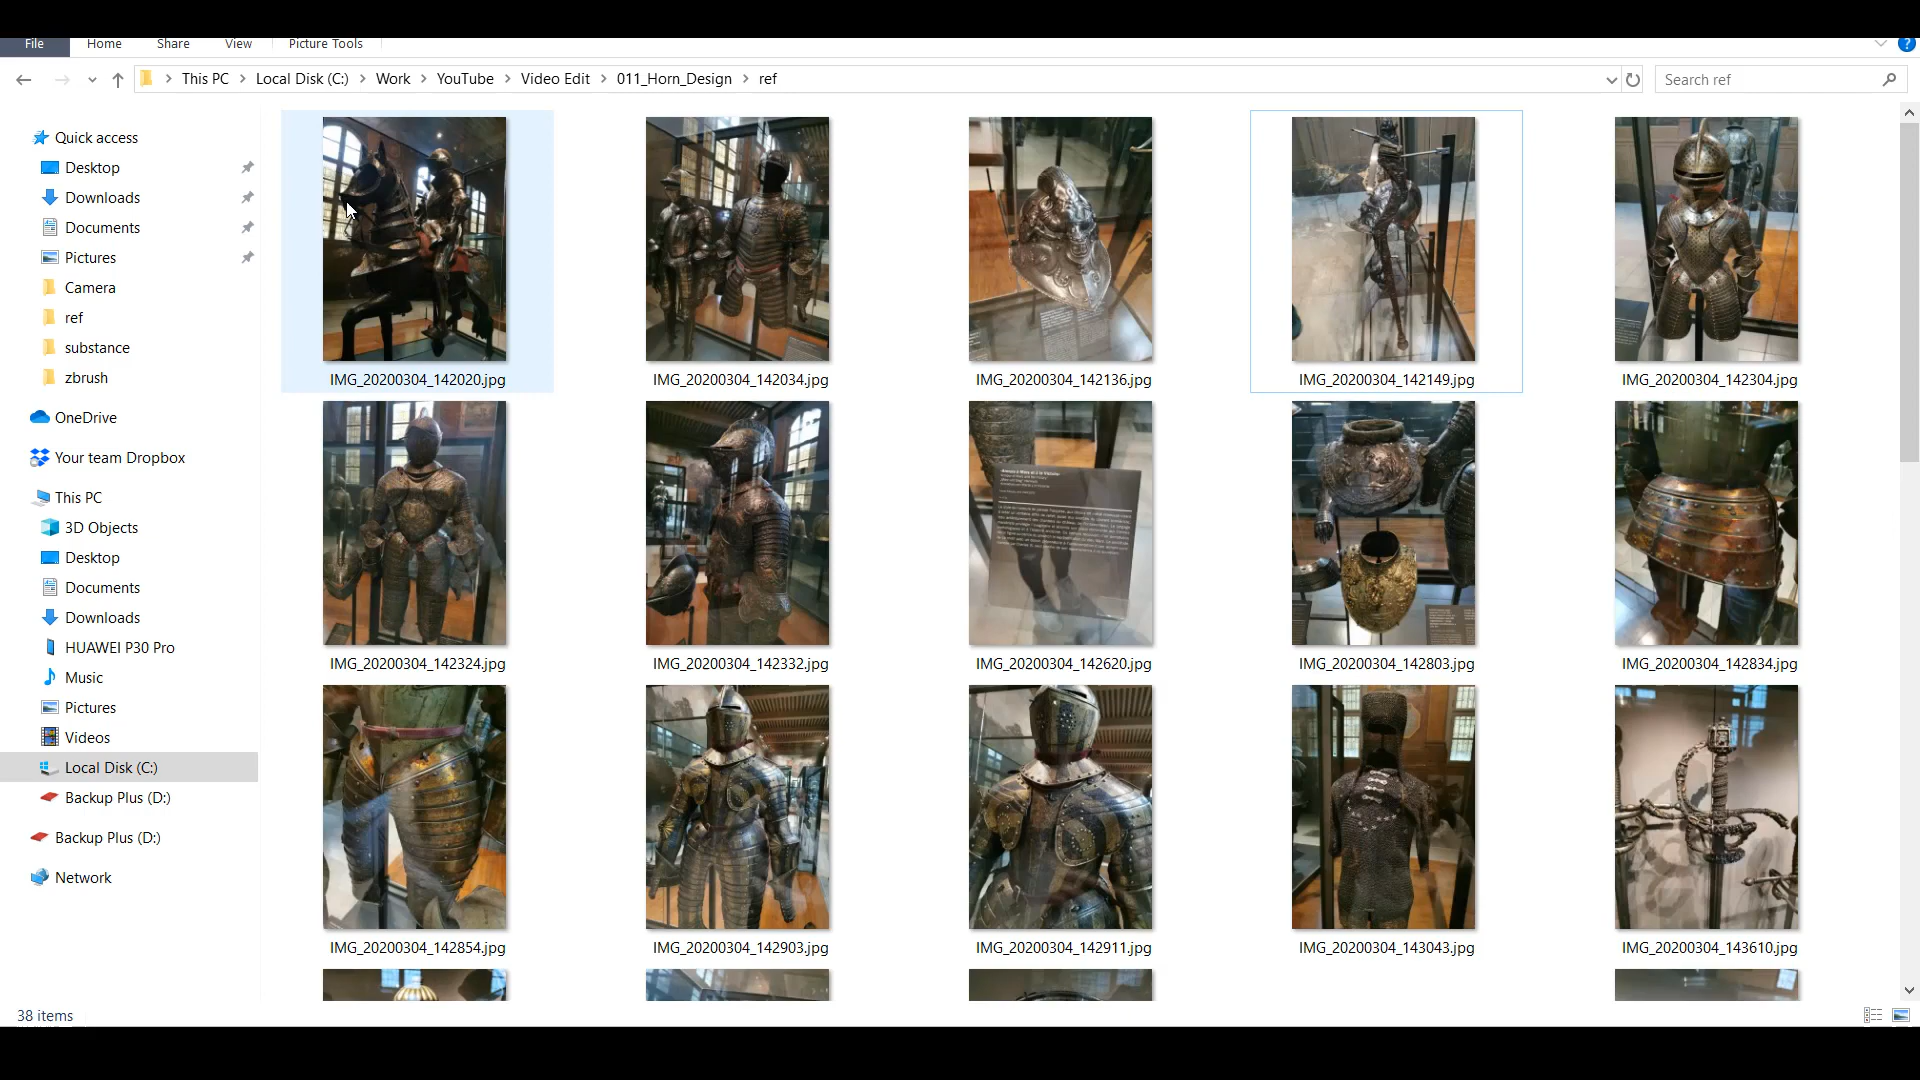 File Home Share View Picture Tools
This PC Local Disk (C:) Work YouTube Video Edit 011_Horn_Design ref
Search ref
Quick access
Desktop
Downloads
Documents
Pictures
Camera
ref
substance
zbrush
OneDrive
Your team Dropbox
This PC
3D Objects
Desktop
Documents
Downloads
HUAWEI P30 Pro
Music
Pictures
Videos
Local Disk (C:)
Backup Plus (D:)
Backup Plus (D:)
Network
IMG_20200304_142020.jpg IMG_20200304_142034.jpg IMG_20200304_142136.jpg IMG_20200304_142149.jpg IMG_20200304_142304.jpg
IMG_20200304_142324.jpg IMG_20200304_142332.jpg IMG_20200304_142620.jpg IMG_20200304_142803.jpg IMG_20200304_142834.jpg
IMG_20200304_142854.jpg IMG_20200304_142903.jpg IMG_20200304_142911.jpg IMG_20200304_143043.jpg IMG_20200304_143610.jpg
38 items